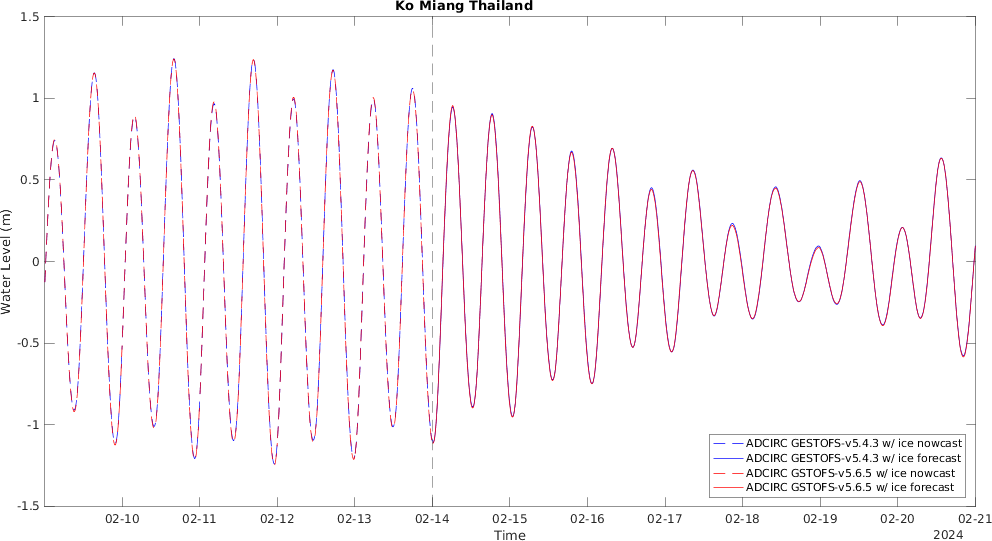 Ko Miang Thailand
1.5
1
0.5
0
-0.5
-1
-1.5
Water Level (m)
02-10 02-11 02-12 02-13 02-14 02-15 02-16 02-17 02-18 02-19 02-20 02-21
Time
2024
ADCIRC GESTOFS-v5.4.3 w/ ice nowcast
ADCIRC GESTOFS-v5.4.3 w/ ice forecast
ADCIRC GSTOFS-v5.6.5 w/ ice nowcast
ADCIRC GSTOFS-v5.6.5 w/ ice forecast